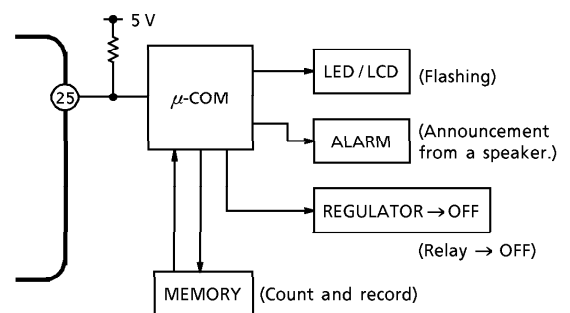 5 V
25
μ-COM
LED / LCD
(Flashing)
ALARM
(Announcement
from a speaker.)
REGULATOR → OFF
(Relay → OFF)
MEMORY
(Count and record)